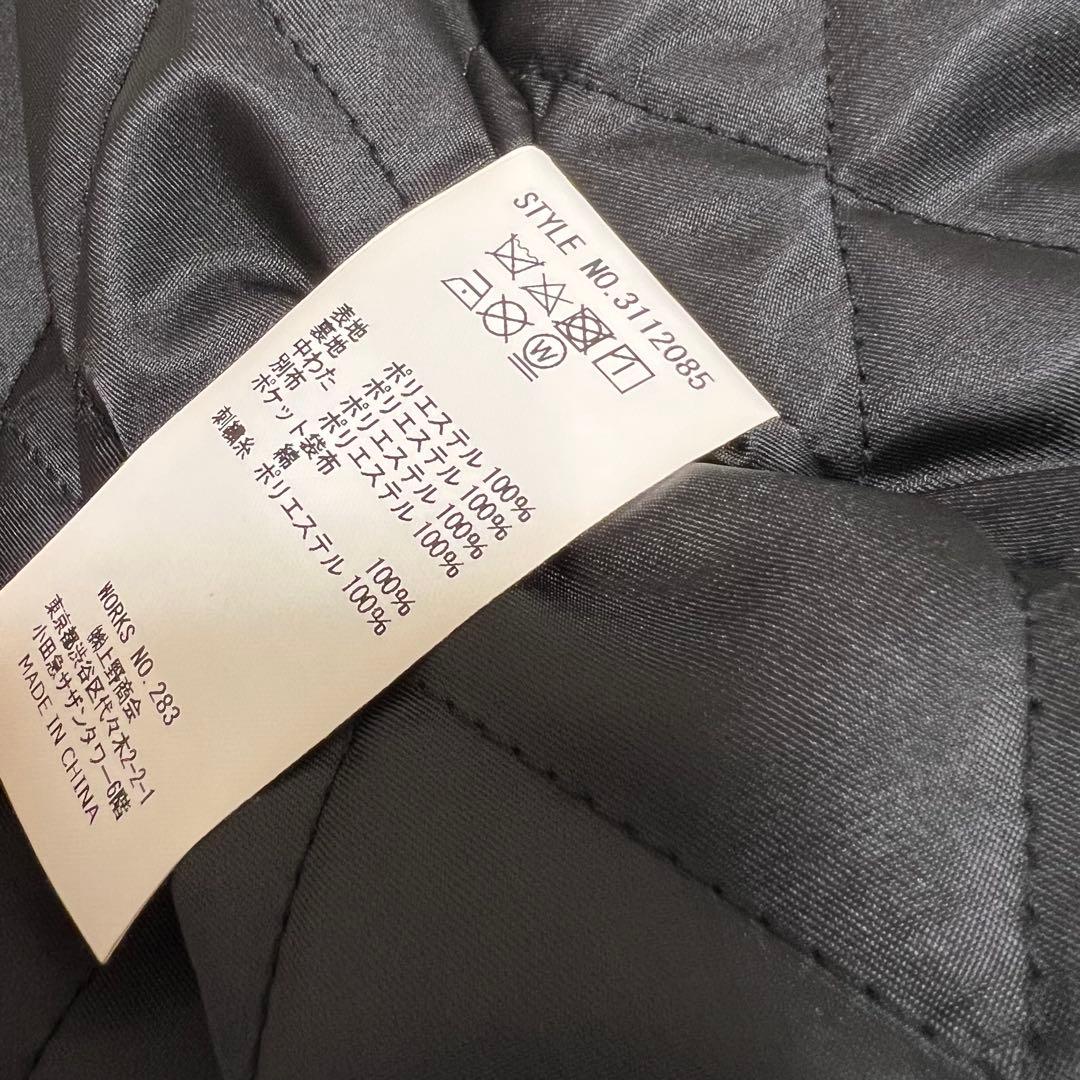 STYLE NO.3112085
W
表地 ポリエステル 100%
裏地 ポリエステル 100%
中わた ポリエステル 100%
別布 ポリエステル 100%
ポケット袋布
綿 100%
刺繍糸 ポリエステル 100%
WORKS NO. 283
㈱上野商会
東京都渋谷区代々木2-2-1
小田急サザンタワー6階
MADE IN CHINA